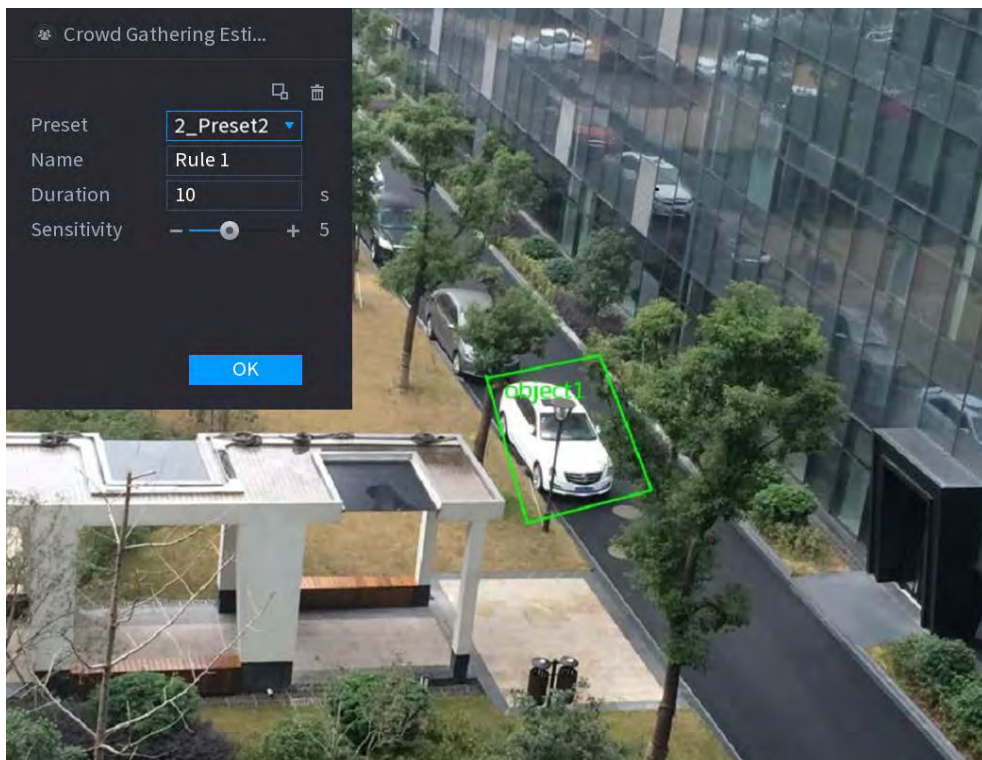 Crowd Gathering Esti...
Preset 2_Preset2
Name Rule 1
Duration 10 s
Sensitivity - + 5
OK
object1